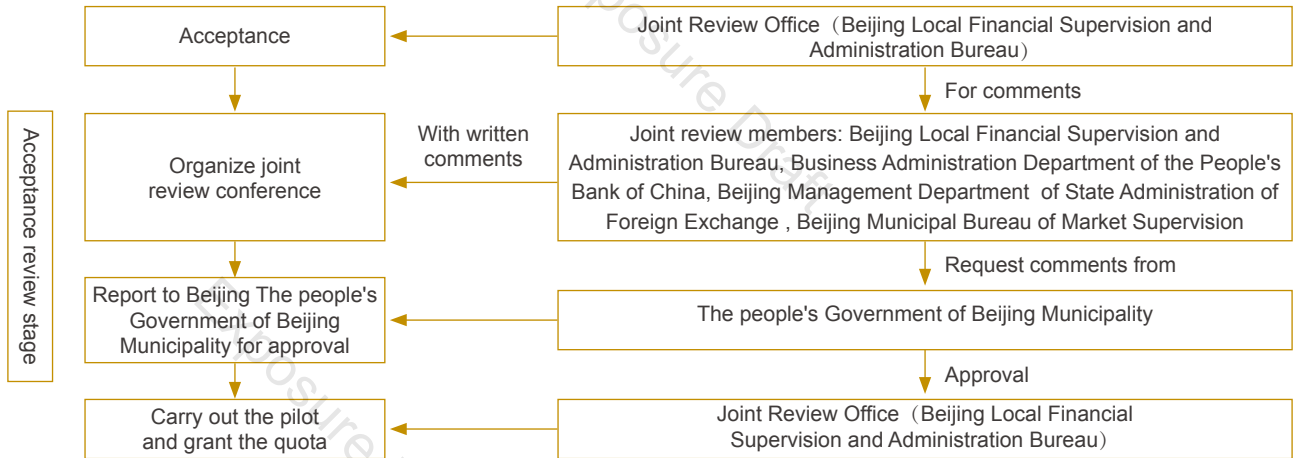 Acceptance
Joint Review Office（Beijing Local Financial Supervision and
Administration Bureau）
For comments
Acceptance review stage
Organize joint
review conference
With written
comments
Joint review members: Beijing Local Financial Supervision and
Administration Bureau, Business Administration Department of the People's
Bank of China, Beijing Management Department of State Administration of
Foreign Exchange , Beijing Municipal Bureau of Market Supervision
Request comments from
Report to Beijing The people's
Government of Beijing
Municipality for approval
The people's Government of Beijing Municipality
Approval
Carry out the pilot
and grant the quota
Joint Review Office（Beijing Local Financial
Supervision and Administration Bureau）
Exposure Draft
Exposure